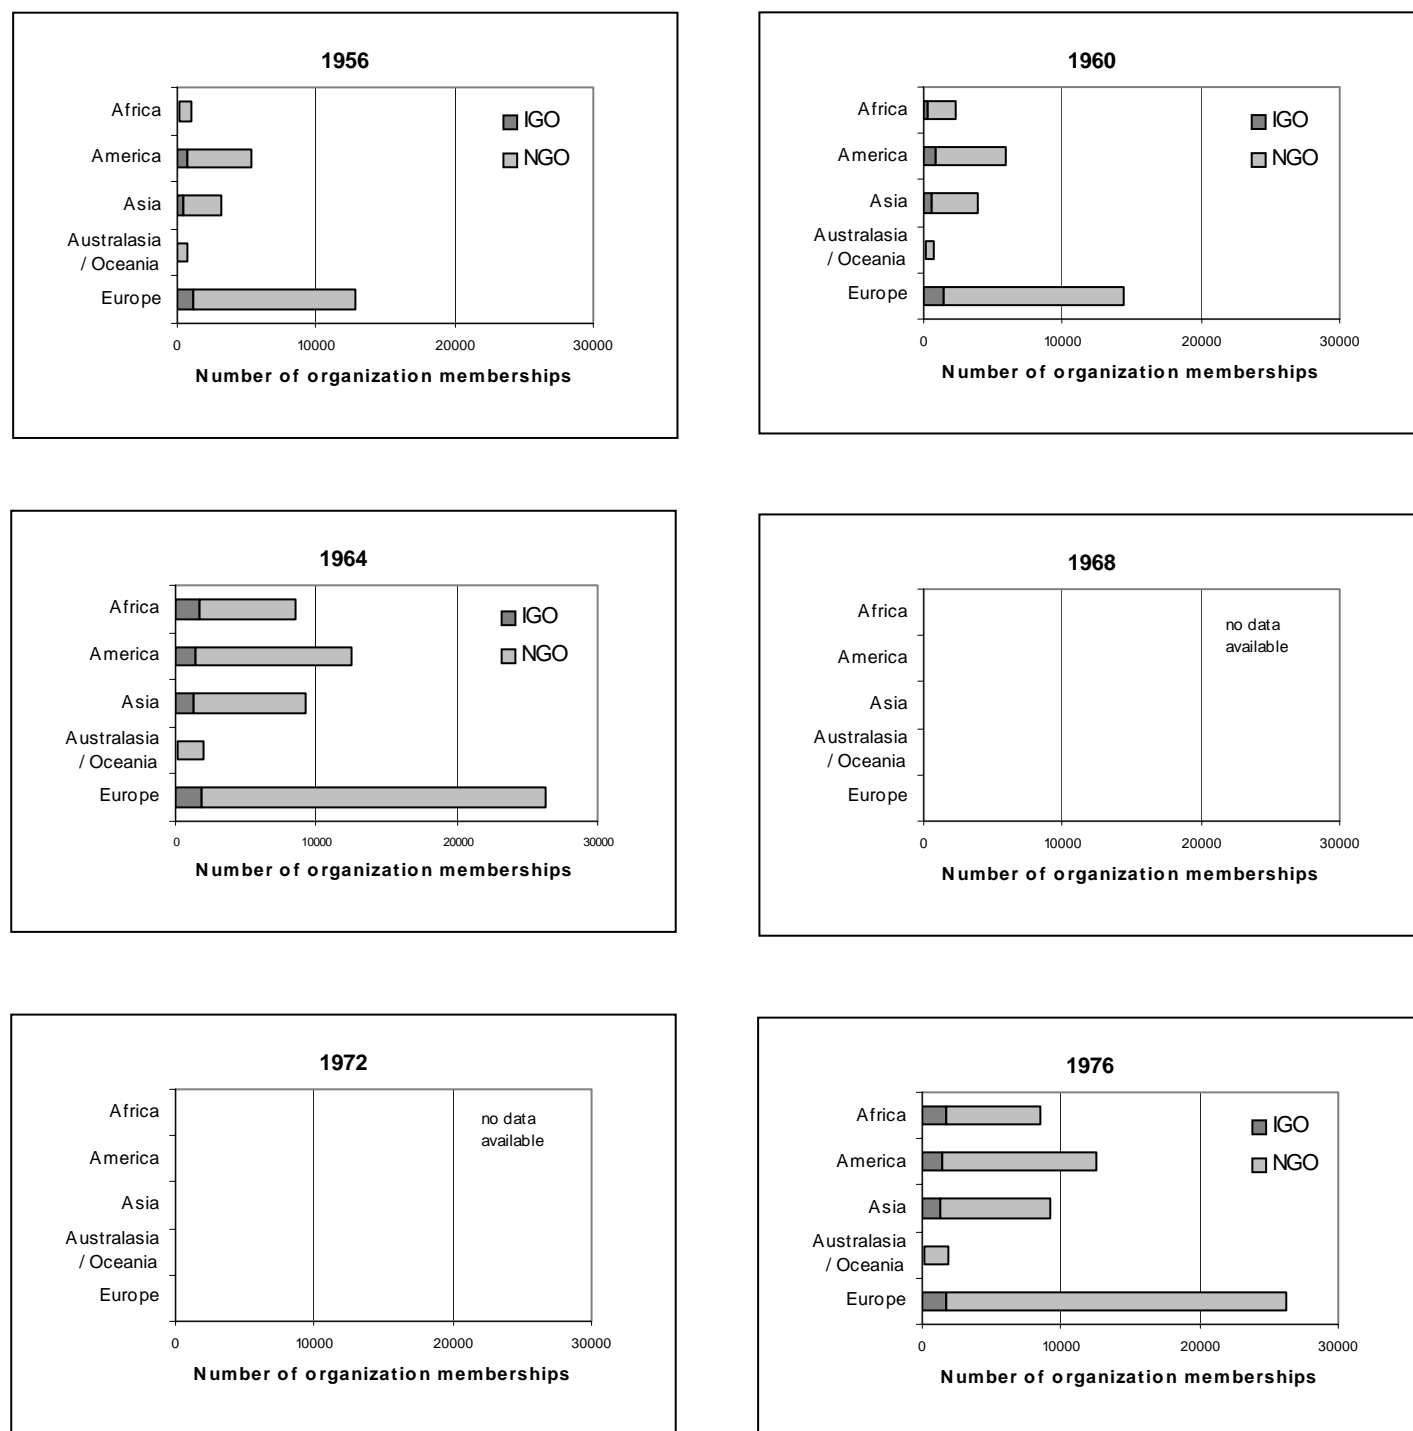 1956
Africa
America
Asia
Australasia
/ Oceania
Europe
IGO
NGO
0 10000 20000 30000
Number of organization memberships
1960
Africa
America
Asia
Australasia
/ Oceania
Europe
IGO
NGO
0 10000 20000 30000
Number of organization memberships
1964
Africa
America
Asia
Australasia
/ Oceania
Europe
IGO
NGO
0 10000 20000 30000
Number of organization memberships
1968
Africa
America
Asia
Australasia
/ Oceania
Europe
no data
available
0 10000 20000 30000
Number of organization memberships
1972
Africa
America
Asia
Australasia
/ Oceania
Europe
no data
available
0 10000 20000 30000
Number of organization memberships
1976
Africa
America
Asia
Australasia
/ Oceania
Europe
IGO
NGO
0 10000 20000 30000
Number of organization memberships